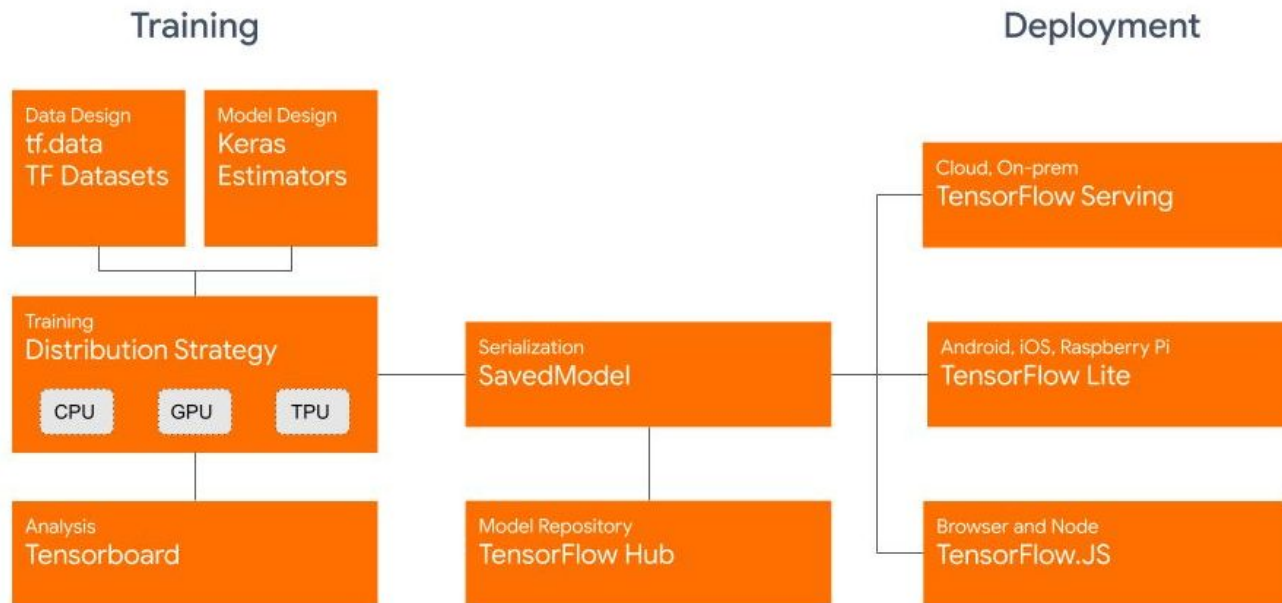 Training
Deployment
Data Design
tf.data
TF Datasets
Model Design
Keras
Estimators
Training
Distribution Strategy
CPU
GPU
TPU
Analysis
Tensorboard
Serialization
SavedModel
Model Repository
TensorFlow Hub
Cloud, On-prem
TensorFlow Serving
Android, iOS, Raspberry Pi
TensorFlow Lite
Browser and Node
TensorFlow.JS